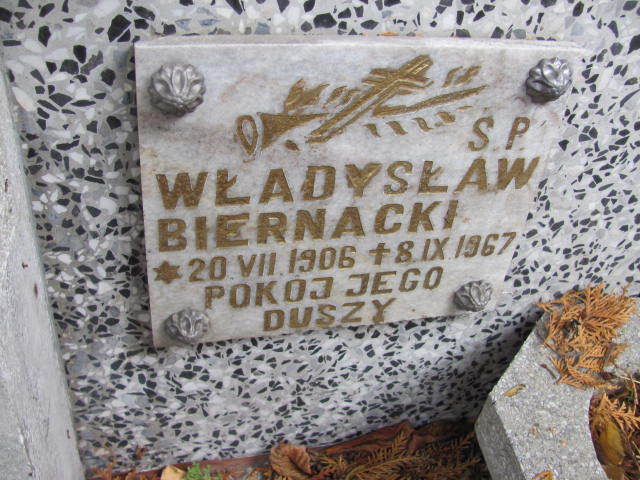 Ś.P.
WŁADYSŁAW
BIERNACKI
* 20 VII 1906 ✝ 8.IX 1967
POKÓJ JEGO
DUSZY